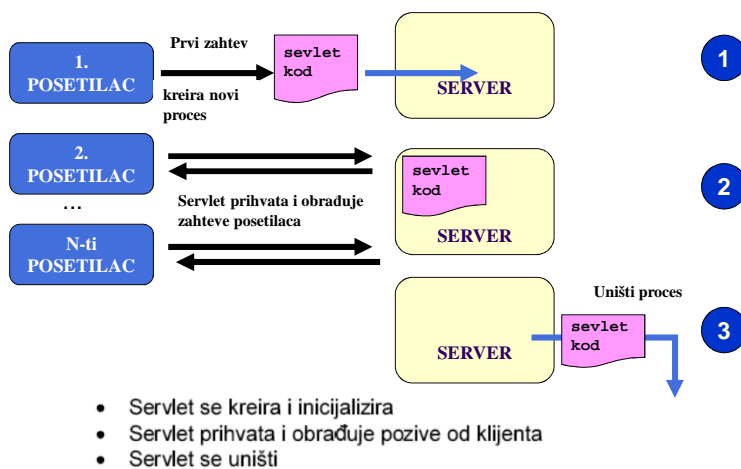 1.
POSETILAC
Prvi zahtev
kreira novi
proces
sevlet
kod
SERVER
1
2.
POSETILAC
...
N-ti
POSETILAC
Servlet prihvata i obrađuje
zahteve posetilaca
sevlet
kod
SERVER
2
SERVER
Uništi proces
sevlet
kod
3
• Servlet se kreira i inicijalizira
• Servlet prihvata i obrađuje pozive od klijenta
• Servlet se uništi